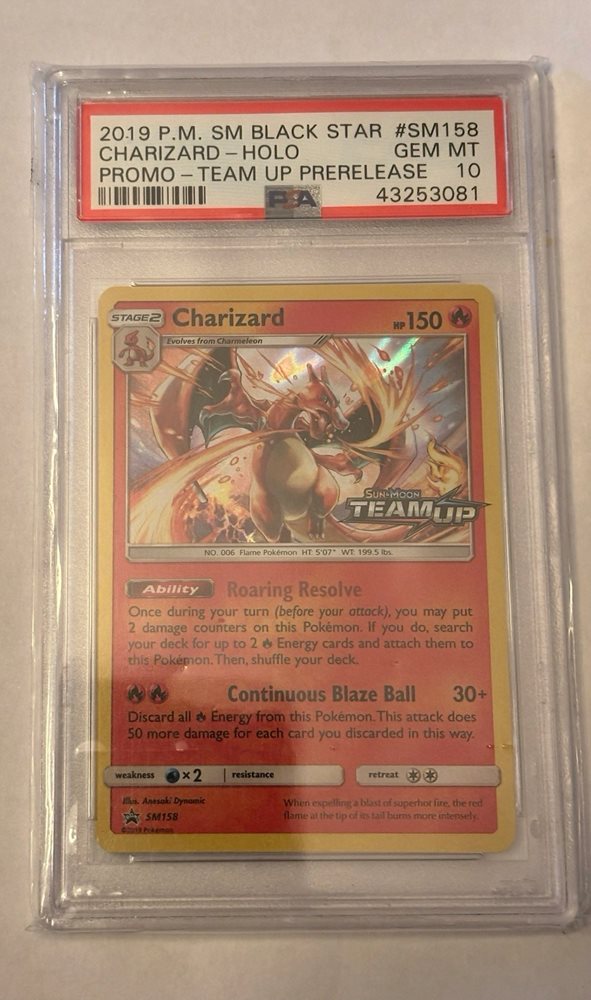 2019 P.M. SM BLACK STAR #SM158
CHARIZARD - HOLO GEM MT
PROMO - TEAM UP PRERELEASE 10
PSA 43253081
STAGE2 Charizard HP 150
Evolves from Charmeleon
SUN & MOON
TEAM UP
NO. 006 Flame Pokémon HT: 5'07" WT: 199.5 lbs.
Ability Roaring Resolve
Once during your turn (before your attack), you may put
2 damage counters on this Pokémon. If you do, search
your deck for up to 2 Energy cards and attach them to
this Pokémon. Then, shuffle your deck.
Continuous Blaze Ball 30+
Discard all Energy from this Pokémon. This attack does
50 more damage for each card you discarded in this way.
weakness ×2 resistance retreat
Illus. Anesaki Dynamic
SM158
©2019 Pokémon
When expelling a blast of superhot fire, the red
flame at the tip of its tail burns more intensely.